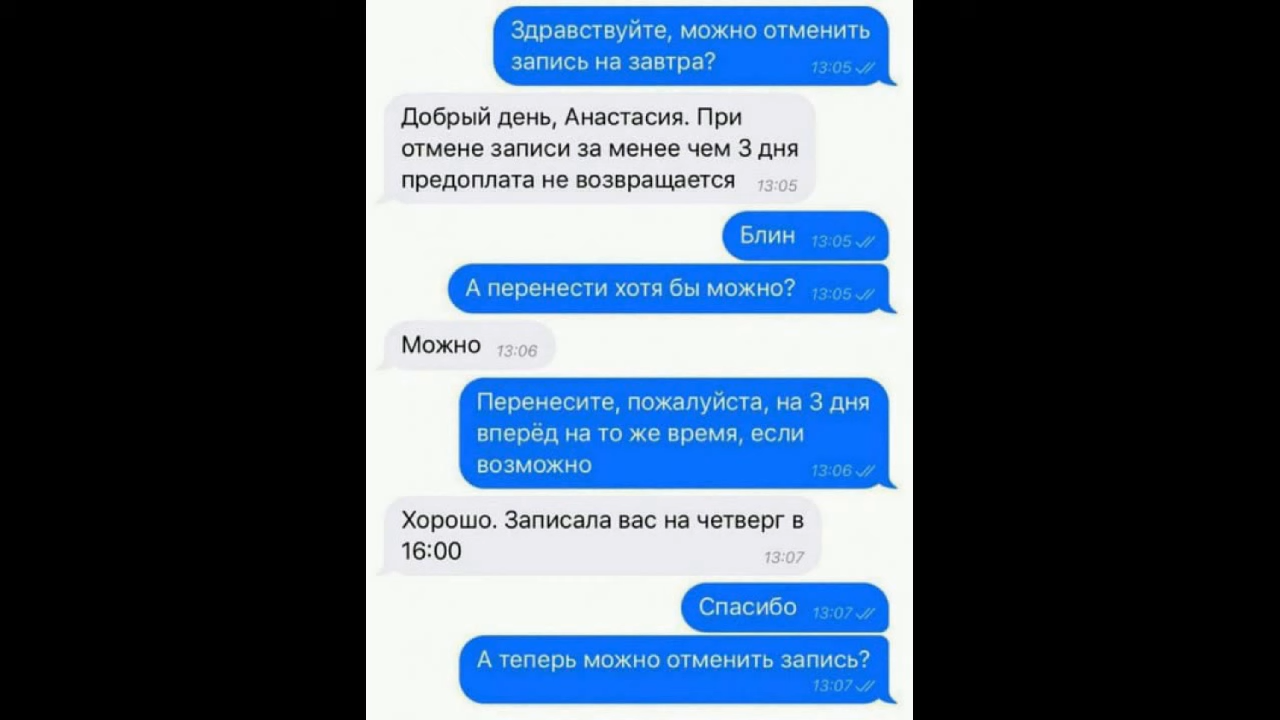 Здравствуйте, можно отменить
запись на завтра? 13:05
Добрый день, Анастасия. При
отмене записи за менее чем 3 дня
предоплата не возвращается 13:05
Блин 13:05
А перенести хотя бы можно? 13:05
Можно 13:06
Перенесите, пожалуйста, на 3 дня
вперёд на то же время, если
возможно 13:06
Хорошо. Записала вас на четверг в
16:00 13:07
Спасибо 13:07
А теперь можно отменить запись?
13:07